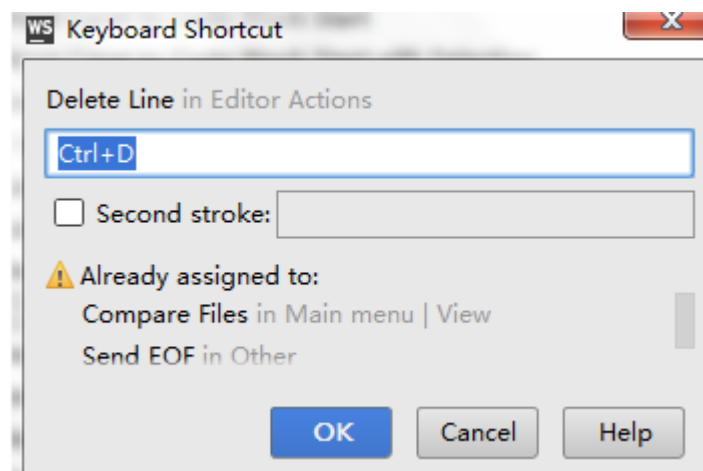 WS Keyboard Shortcut
Delete Line in Editor Actions
Ctrl+D
Second stroke:
Already assigned to:
Compare Files in Main menu | View
Send EOF in Other
OK Cancel Help